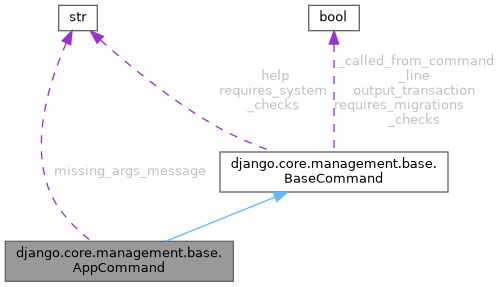 str
bool
help
requires_system
_checks
_called_from_command
_line
output_transaction
requires_migrations
_checks
missing_args_message
django.core.management.base.
BaseCommand
django.core.management.base.
AppCommand